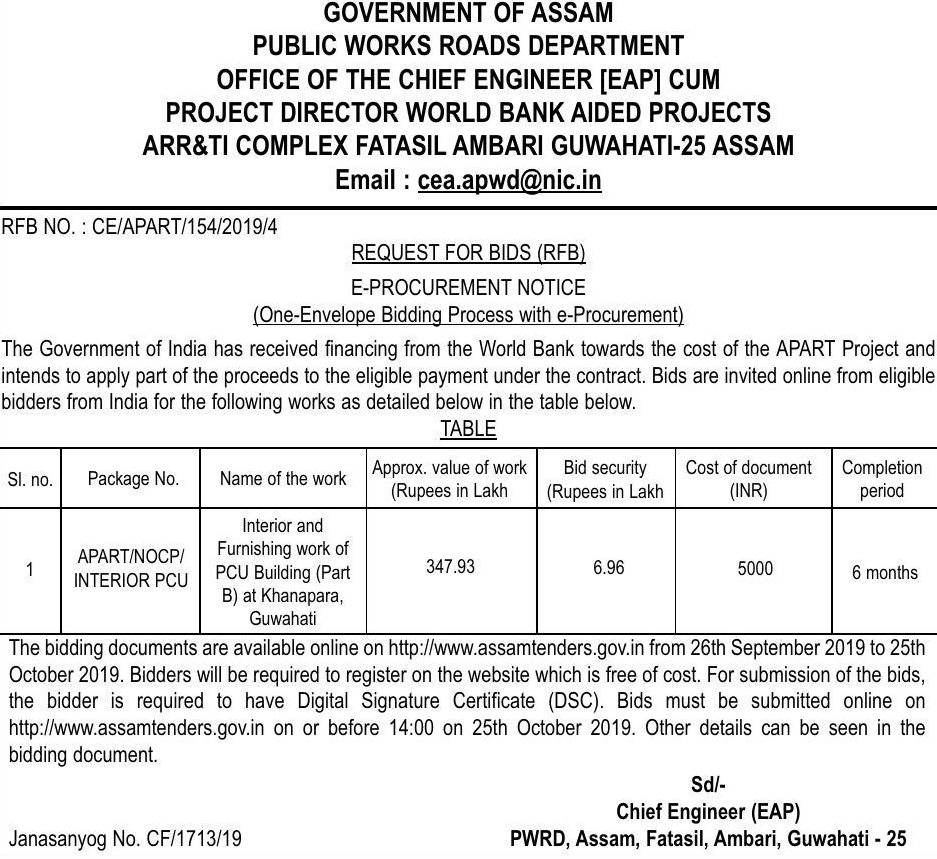 GOVERNMENT OF ASSAM
PUBLIC WORKS ROADS DEPARTMENT
OFFICE OF THE CHIEF ENGINEER [EAP] CUM
PROJECT DIRECTOR WORLD BANK AIDED PROJECTS
ARR&TI COMPLEX FATASIL AMBARI GUWAHATI-25 ASSAM
Email : cea.apwd@nic.in
RFB NO. : CE/APART/154/2019/4
REQUEST FOR BIDS (RFB)
E-PROCUREMENT NOTICE
(One-Envelope Bidding Process with e-Procurement)
The Government of India has received financing from the World Bank towards the cost of the APART Project and
intends to apply part of the proceeds to the eligible payment under the contract. Bids are invited online from eligible
bidders from India for the following works as detailed below in the table below.
TABLE
Sl. no.
Package No.
Name of the work
Approx. value of work
(Rupees in Lakh
Bid security
(Rupees in Lakh
Cost of document
(INR)
Completion
period
1
APART/NOCP/
INTERIOR PCU
Interior and
Furnishing work of
PCU Building (Part
B) at Khanapara,
Guwahati
347.93
6.96
5000
6 months
The bidding documents are available online on http://www.assamtenders.gov.in from 26th September 2019 to 25th
October 2019. Bidders will be required to register on the website which is free of cost. For submission of the bids,
the bidder is required to have Digital Signature Certificate (DSC). Bids must be submitted online on
http://www.assamtenders.gov.in on or before 14:00 on 25th October 2019. Other details can be seen in the
bidding document.
Sd/-
Chief Engineer (EAP)
Janasanyog No. CF/1713/19
PWRD, Assam, Fatasil, Ambari, Guwahati - 25